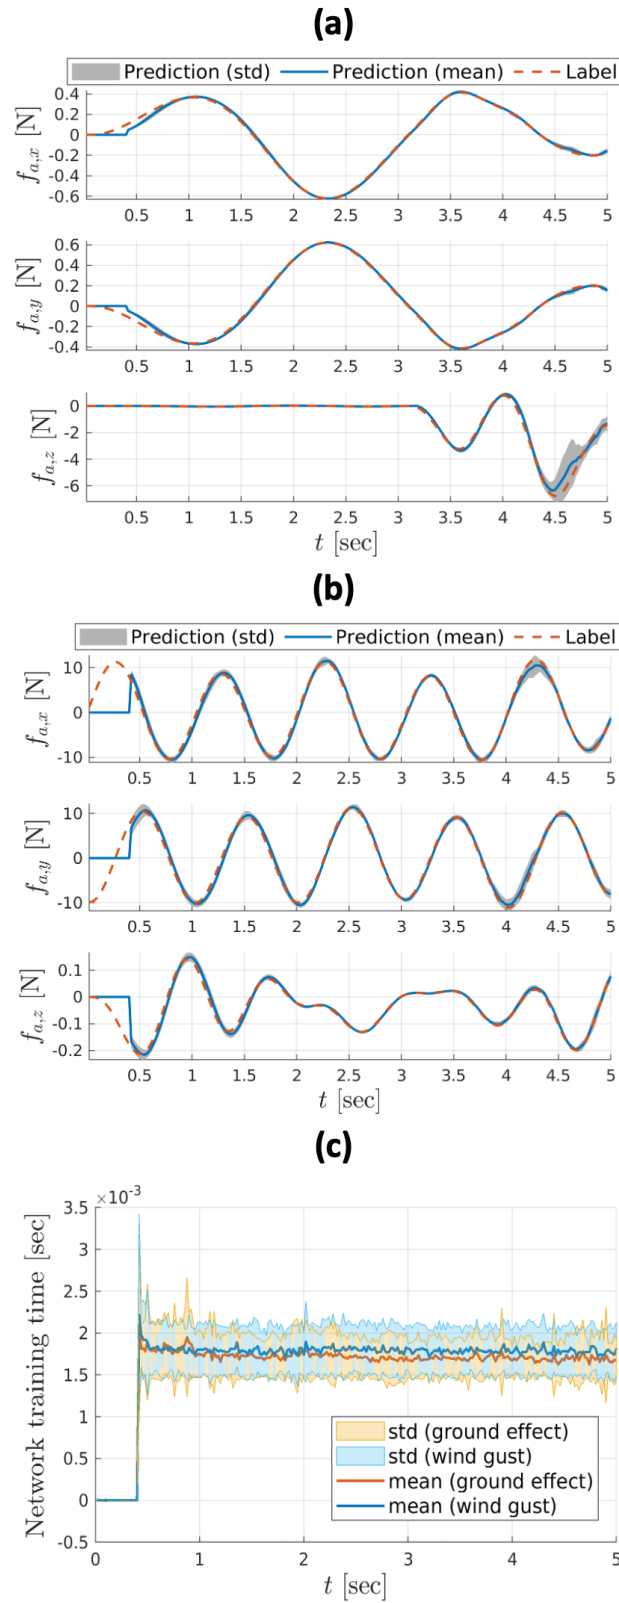 (a)
Prediction (std) Prediction (mean) Label
f_{a,x} [N]
0.4
0.2
0
-0.2
-0.4
-0.6
0.5 1 1.5 2 2.5 3 3.5 4 4.5 5
f_{a,y} [N]
0.6
0.4
0.2
0
-0.2
-0.4
0.5 1 1.5 2 2.5 3 3.5 4 4.5 5
f_{a,z} [N]
0
-2
-4
-6
0.5 1 1.5 2 2.5 3 3.5 4 4.5 5
t [sec]
(b)
Prediction (std) Prediction (mean) Label
f_{a,x} [N]
10
0
-10
0.5 1 1.5 2 2.5 3 3.5 4 4.5 5
f_{a,y} [N]
10
0
-10
0.5 1 1.5 2 2.5 3 3.5 4 4.5 5
f_{a,z} [N]
0.1
0
-0.1
-0.2
0.5 1 1.5 2 2.5 3 3.5 4 4.5 5
t [sec]
(c)
×10^{-3}
Network training time [sec]
3.5
3
2.5
2
1.5
1
0.5
0
-0.5
std (ground effect)
std (wind gust)
mean (ground effect)
mean (wind gust)
0 1 2 3 4 5
t [sec]